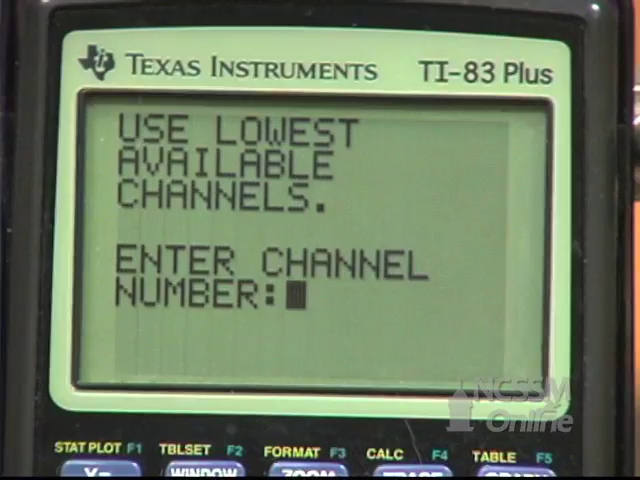 TEXAS INSTRUMENTS TI-83 Plus
USE LOWEST
AVAILABLE
CHANNELS.
ENTER CHANNEL
NUMBER:
NCSSM
Online
STAT PLOT F1 TBLSET F2 FORMAT F3 CALC F4 TABLE F5
Y= WINDOW ZOOM TRACE GRAPH